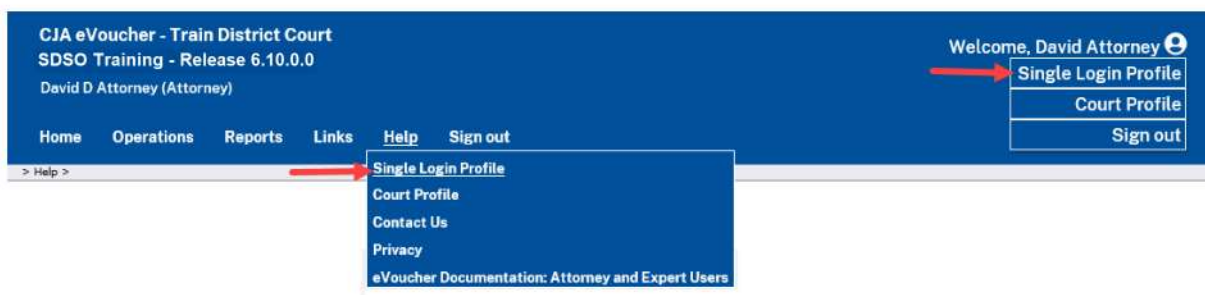 CJA eVoucher - Train District Court
SDSO Training - Release 6.10.0.0
David D Attorney (Attorney)
Welcome, David Attorney
Single Login Profile
Court Profile
Sign out
Home Operations Reports Links Help Sign out
> Help >
Single Login Profile
Court Profile
Contact Us
Privacy
eVoucher Documentation: Attorney and Expert Users